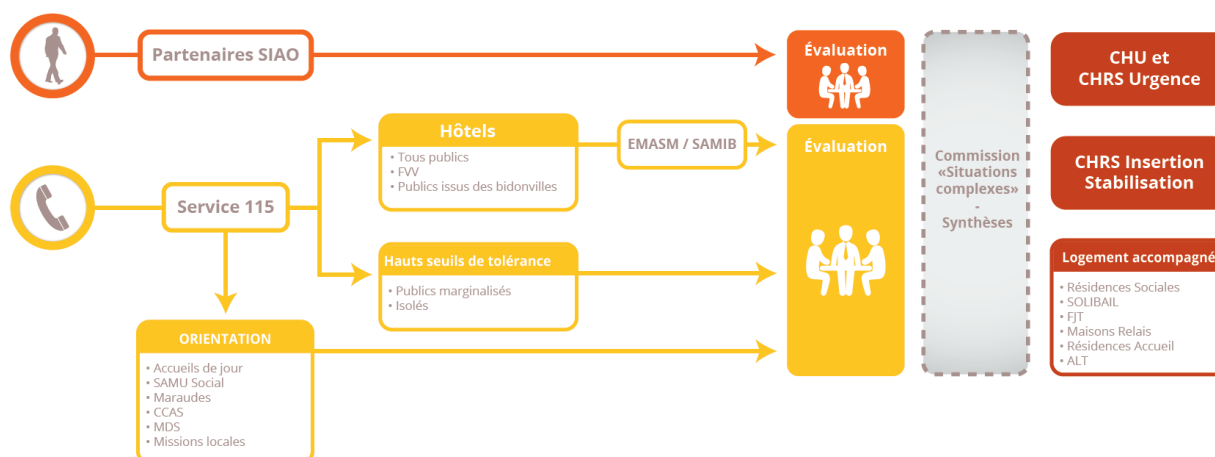 Partenaires SIAO
Évaluation
CHU et
CHRS Urgence
Hôtels
• Tous publics
• FVV
• Publics issus des bidonvilles
EMASM / SAMIB
Évaluation
Commission
«Situations
complexes»
-
Synthèses
CHRS Insertion
Stabilisation
Service 115
Hauts seuils de tolérance
• Publics marginalisés
• Isolés
Logement accompagné
• Résidences Sociales
• SOLIBAIL
• FJT
• Maisons Relais
• Résidences Accueil
• ALT
ORIENTATION
• Accueils de jour
• SAMU Social
• Maraudes
• CCAS
• MDS
• Missions locales